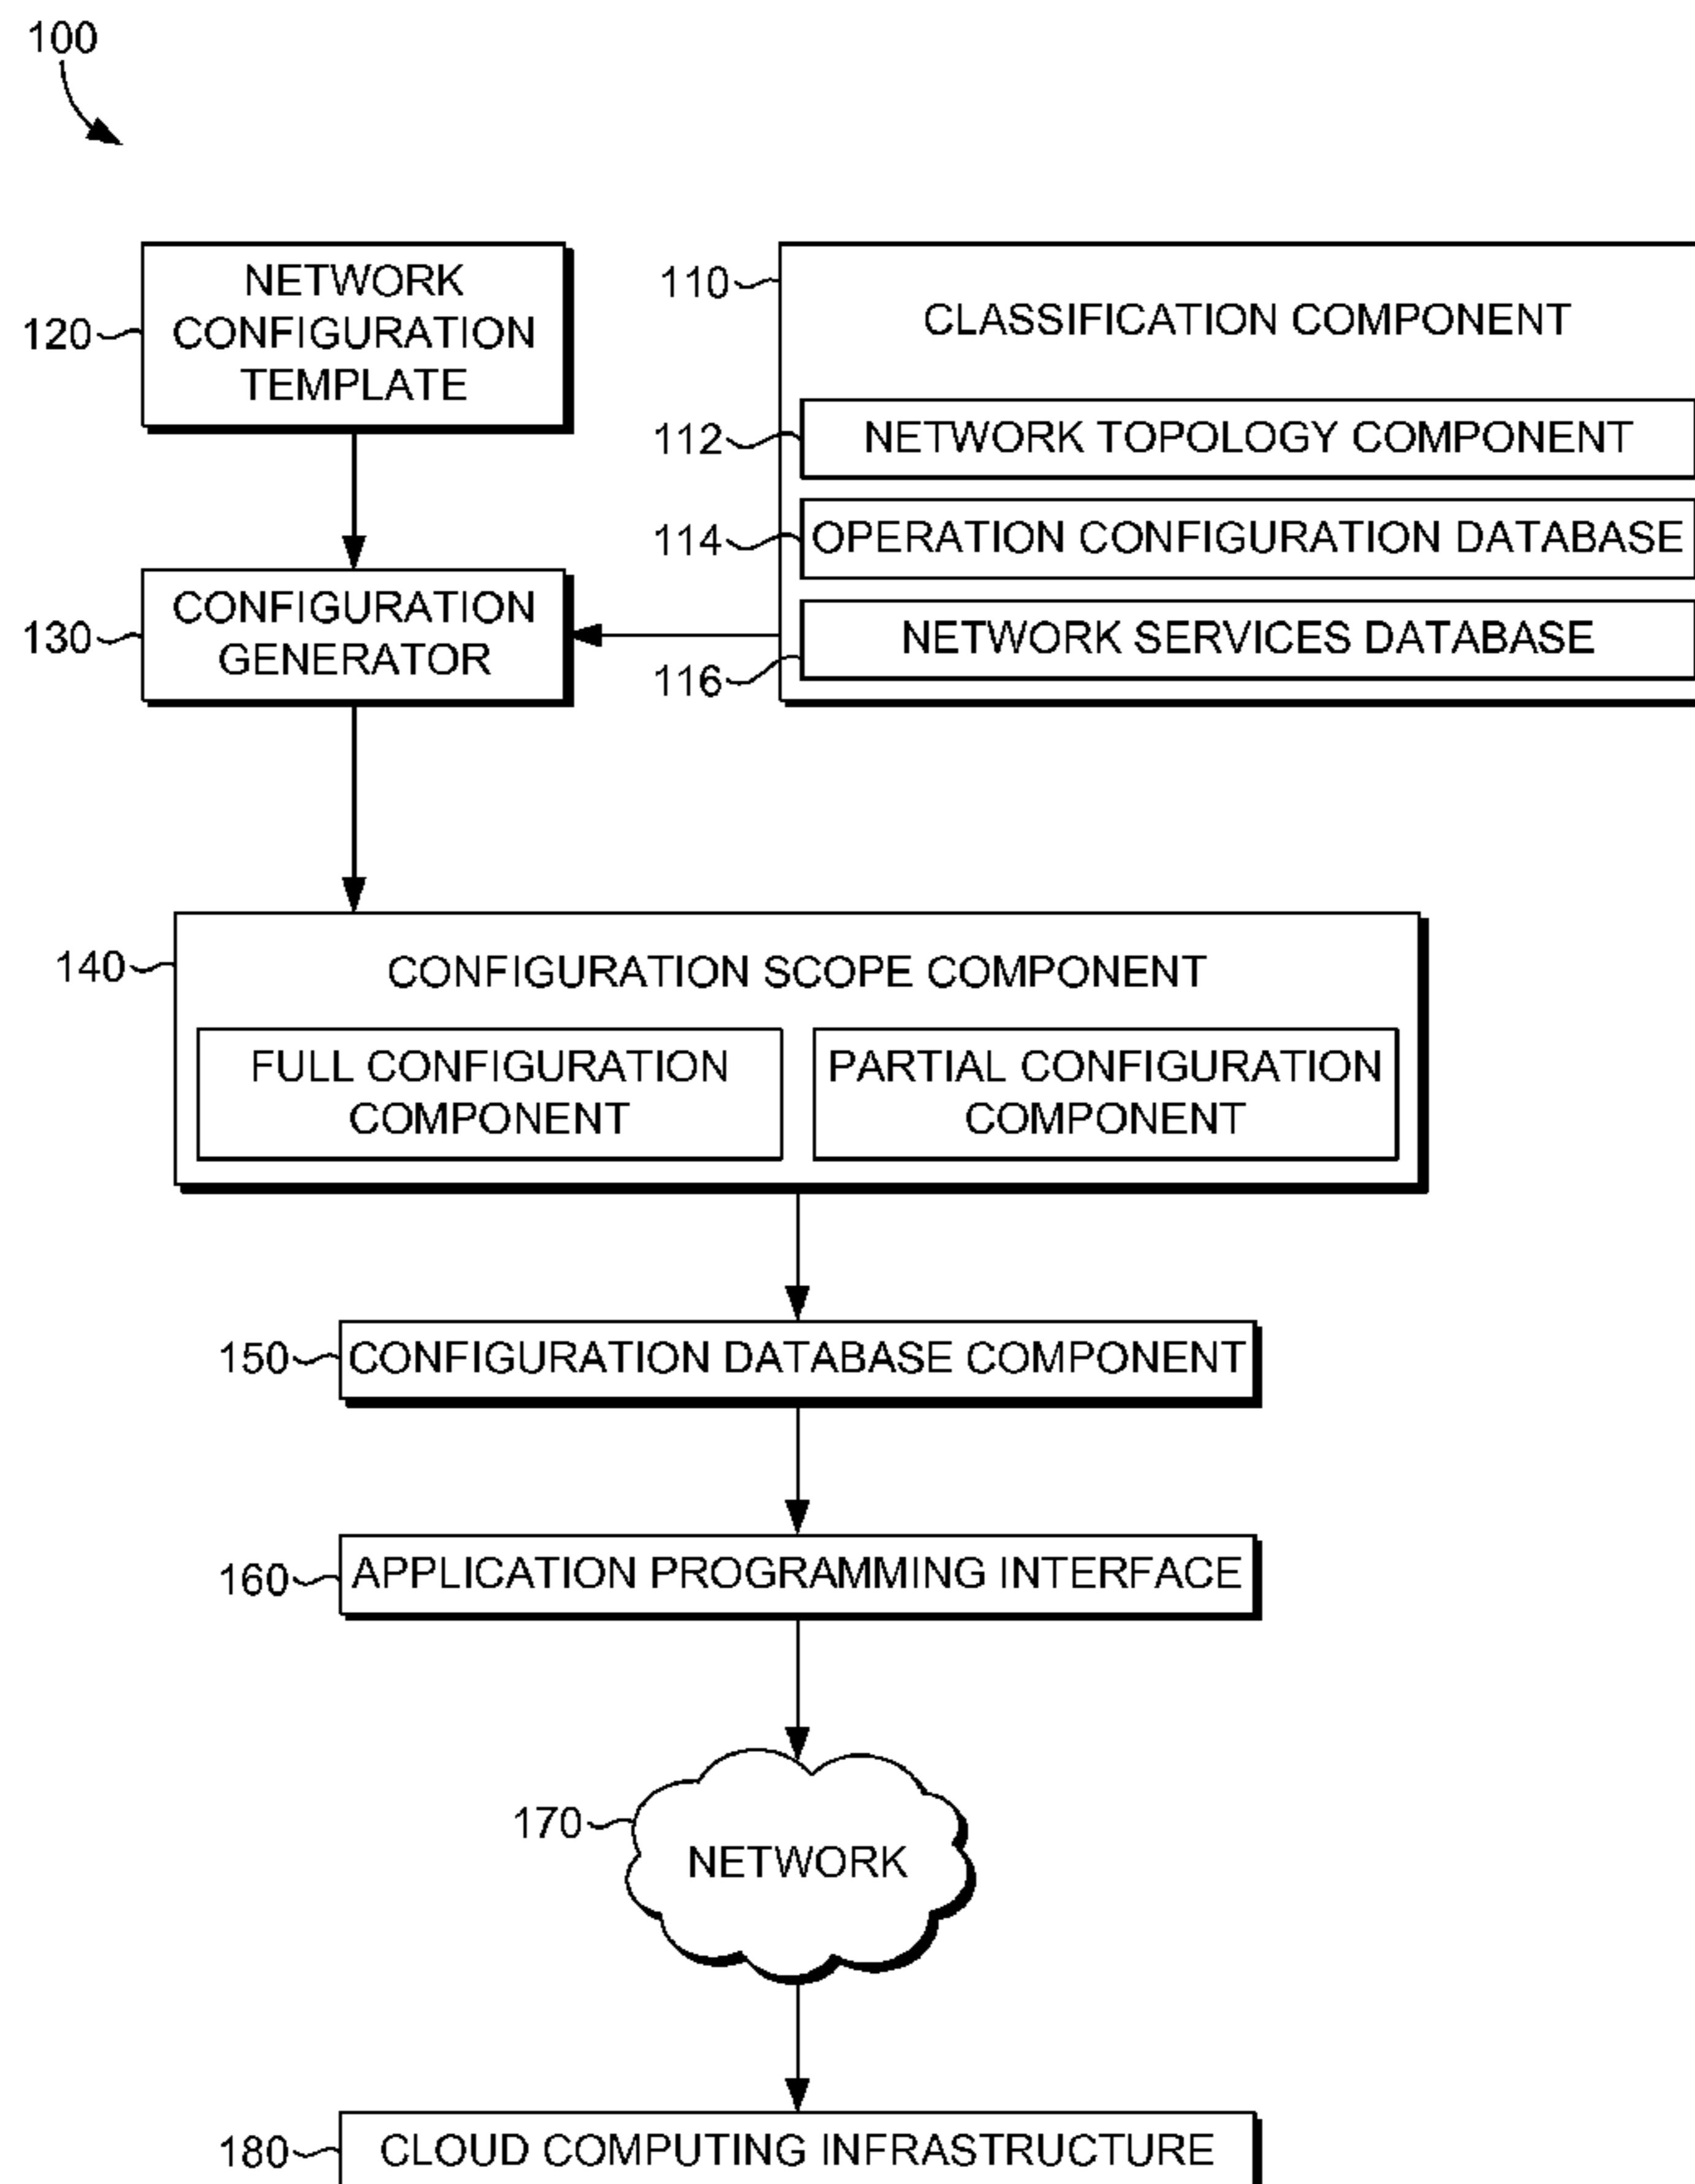 100
NETWORK
CONFIGURATION
TEMPLATE
120
110
CLASSIFICATION COMPONENT
112
NETWORK TOPOLOGY COMPONENT
114
OPERATION CONFIGURATION DATABASE
116
NETWORK SERVICES DATABASE
130
CONFIGURATION
GENERATOR
140
CONFIGURATION SCOPE COMPONENT
FULL CONFIGURATION
COMPONENT
PARTIAL CONFIGURATION
COMPONENT
150
CONFIGURATION DATABASE COMPONENT
160
APPLICATION PROGRAMMING INTERFACE
170
NETWORK
180
CLOUD COMPUTING INFRASTRUCTURE